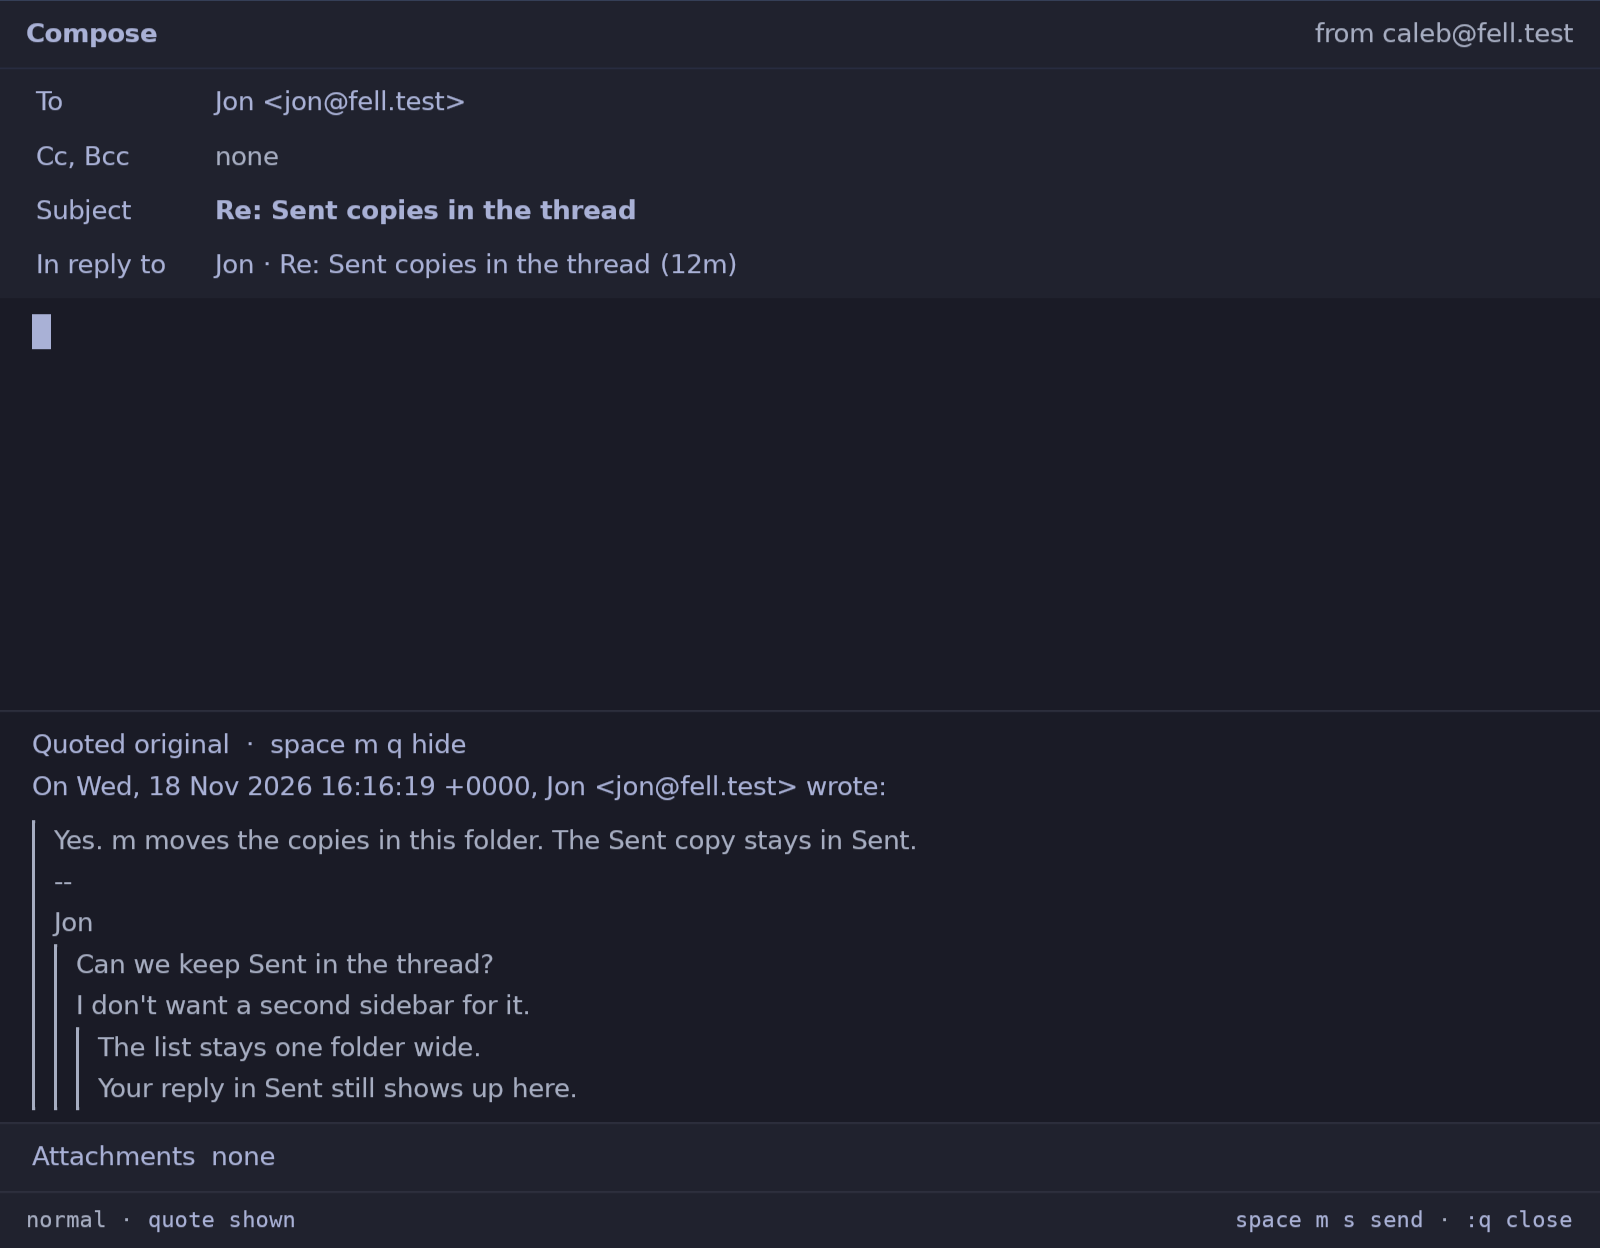 Compose
from caleb@fell.test
To Jon <jon@fell.test>
Cc, Bcc none
Subject Re: Sent copies in the thread
In reply to Jon · Re: Sent copies in the thread (12m)
Quoted original · space m q hide
On Wed, 18 Nov 2026 16:16:19 +0000, Jon <jon@fell.test> wrote:
Yes. m moves the copies in this folder. The Sent copy stays in Sent.
--
Jon
Can we keep Sent in the thread?
I don't want a second sidebar for it.
The list stays one folder wide.
Your reply in Sent still shows up here.
Attachments none
normal · quote shown
space m s send · :q close